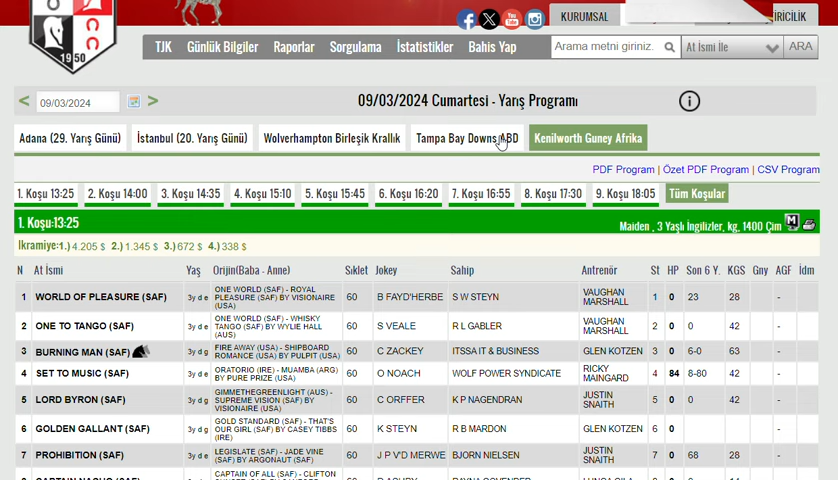 C C
1950
KURSUMAL
TJK Günlük Bilgiler Raporlar Sorgulama İstatistikler Bahis Yap
Arama metni giriniz. At İsmi İle ARA
< 09/03/2024 > 09/03/2024 Cumartesi - Yarış Programı
Adana (29. Yarış Günü) İstanbul (20. Yarış Günü) Wolverhampton Birleşik Krallık Tampa Bay Downs ABD Kenilworth Guney Afrika
PDF Program | Özet PDF Program | CSV Program
1. Koşu 13:25 2. Koşu 14:00 3. Koşu 14:35 4. Koşu 15:10 5. Koşu 15:45 6. Koşu 16:20 7. Koşu 16:55 8. Koşu 17:30 9. Koşu 18:05 Tüm Koşular
1. Koşu:13:25 Maiden , 3 Yaşlı İngilizler, kg, 1400 Çim
Ikramiye:1.) 4.205 $ 2.) 1.345 $ 3.) 672 $ 4.) 338 $
N At İsmi Yaş Orijin(Baba - Anne) Sıklet Jokey Sahip Antrenör St HP Son 6 Y. KGS Gny AGF İdm
1 WORLD OF PLEASURE (SAF) 3y d e ONE WORLD (SAF) - ROYAL PLEASURE (SAF) BY VISIONAIRE (USA) 60 B FAYD'HERBE S W STEYN VAUGHAN MARSHALL 1 0 23 28 -
2 ONE TO TANGO (SAF) 3y d e ONE WORLD (SAF) - WHISKY TANGO (SAF) BY WYLIE HALL (AUS) 60 S VEALE R L GABLER VAUGHAN MARSHALL 2 0 0 42 -
3 BURNING MAN (SAF) 3y d g FIRE AWAY (USA) - SHIPBOARD ROMANCE (USA) BY PULPIT (USA) 60 C ZACKEY ITSSA IT & BUSINESS GLEN KOTZEN 3 0 6-0 63 -
4 SET TO MUSIC (SAF) 3y d e ORATORIO (IRE) - MUAMBA (ARG) BY PURE PRIZE (USA) 60 O NOACH WOLF POWER SYNDICATE RICKY MAINGARD 4 84 8-80 42 -
5 LORD BYRON (SAF) 3y d g GIMMETHEGREENLIGHT (AUS) - SUPREME VISION (SAF) BY VISIONAIRE (USA) 60 C ORFFER K P NAGENDRAN JUSTIN SNAITH 5 0 0 42 -
6 GOLDEN GALLANT (SAF) 3y d g GOLD STANDARD (SAF) - THAT'S OUR GIRL (SAF) BY CASEY TIBBS (IRE) 60 K STEYN R B MARDON GLEN KOTZEN 6 0 -
7 PROHIBITION (SAF) 3y d e LEGISLATE (SAF) - JADE VINE (SAF) BY ARGONAUT (SAF) 60 J P V'D MERWE BJORN NIELSEN JUSTIN SNAITH 7 0 68 28 -
CAPTAIN OF ALL (SAF) - CLIFTON